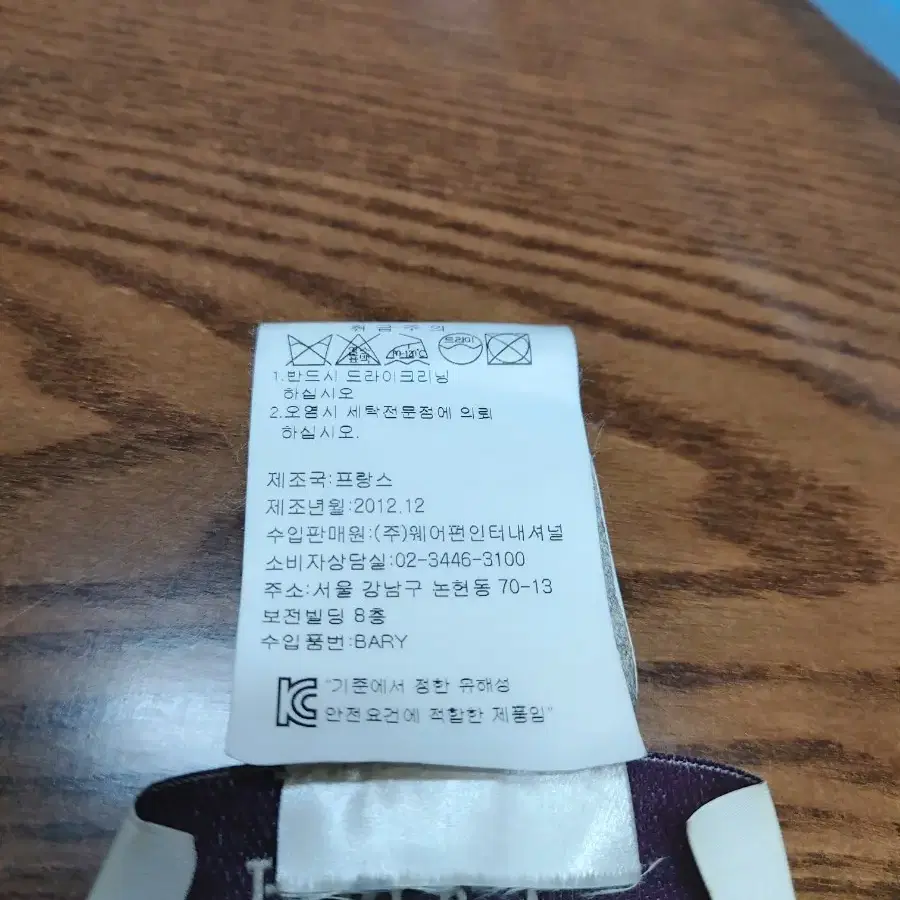 취급주의
드라이
1.반드시 드라이크리닝
하십시오
2.오염시 세탁전문점에 의뢰
하십시오.
제조국:프랑스
제조년월:2012.12
수입판매원:(주)웨어펀인터내셔널
소비자상담실:02-3446-3100
주소:서울 강남구 논현동 70-13
보전빌딩 8층
수입품번:BARY
"기준에서 정한 유해성
안전요건에 적합한 제품임"